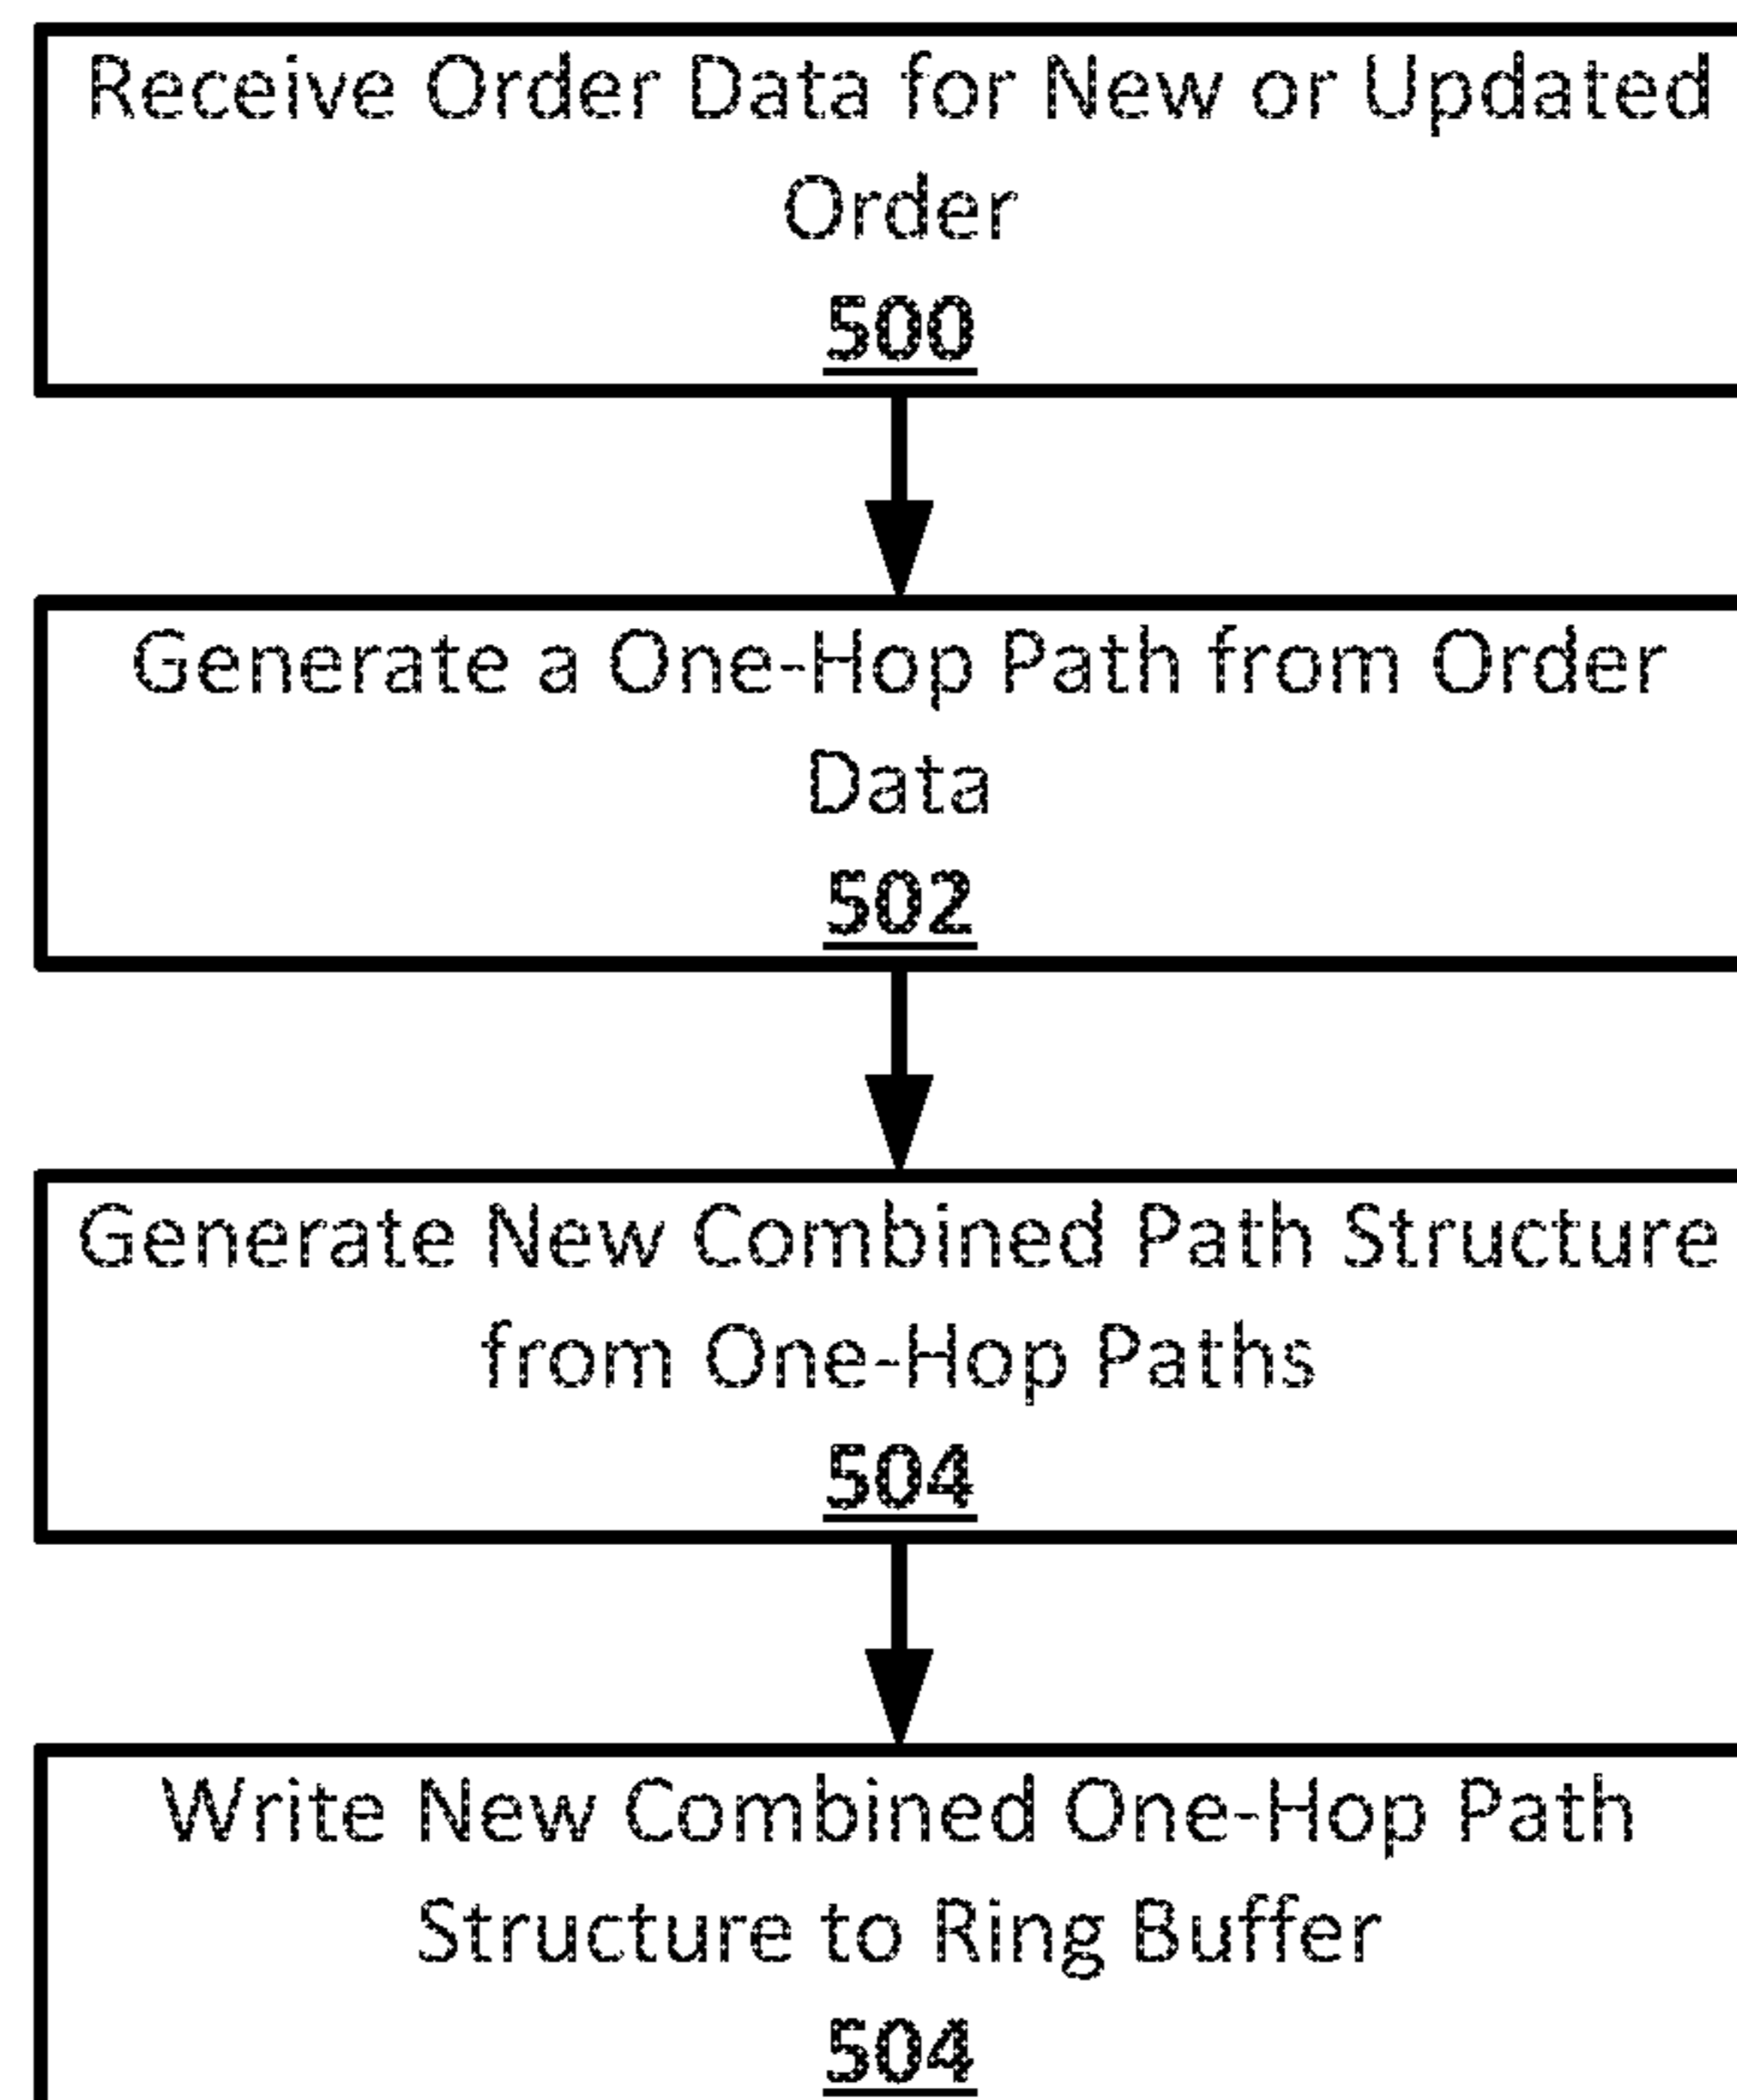 Receive Order Data for New or Updated
Order
500
Generate a One-Hop Path from Order
Data
502
Generate New Combined Path Structure
from One-Hop Paths
504
Write New Combined One-Hop Path
Structure to Ring Buffer
504